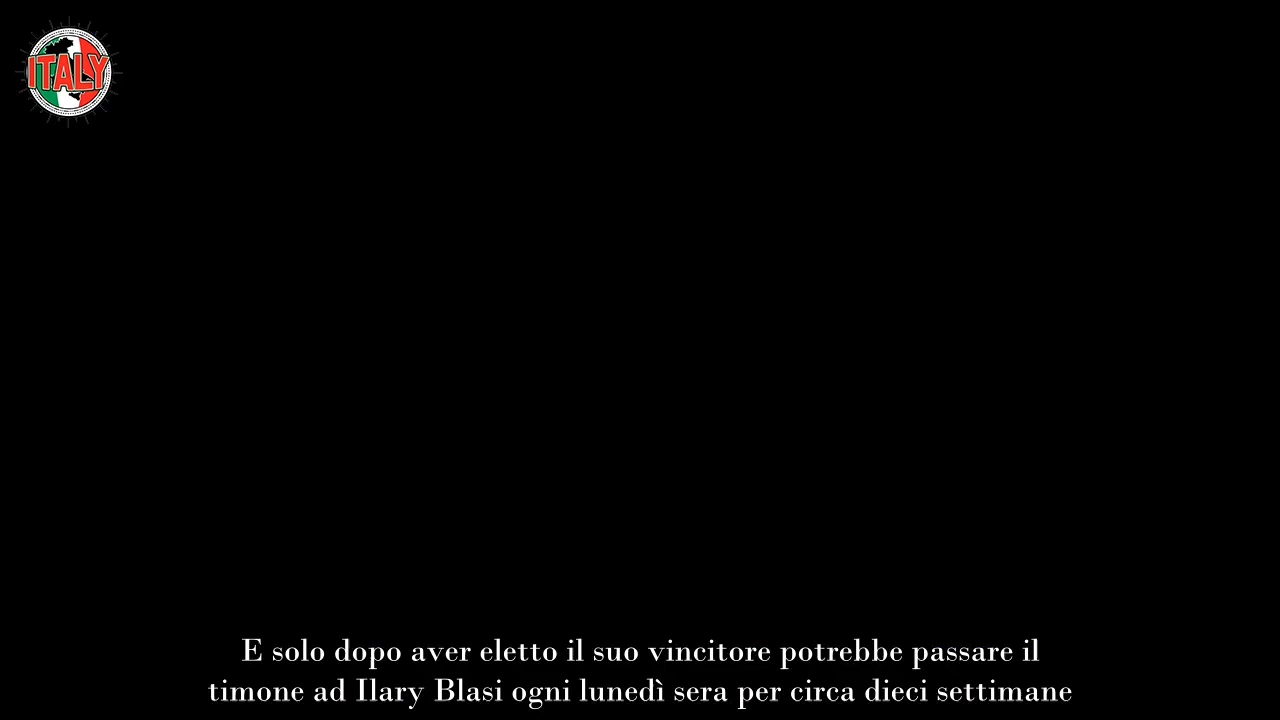 ITALY
E solo dopo aver eletto il suo vincitore potrebbe passare il
timone ad Ilary Blasi ogni lunedì sera per circa dieci settimane